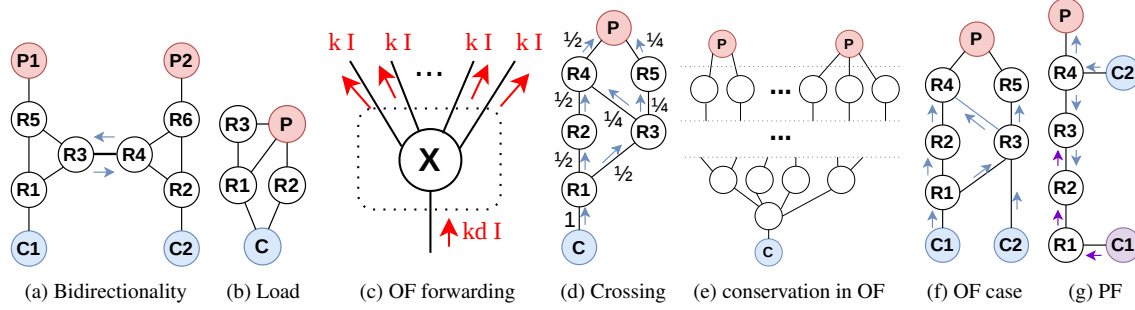 P1
P2
R5
R6
R3
R4
R1
R2
C1
C2
(a) Bidirectionality
R3
P
R1
R2
C
(b) Load
k I
k I
k I
k I
...
X
kd I
(c) OF forwarding
P
½
¼
R4
R5
½
¼
¼
R2
R3
½
½
R1
1
C
(d) Crossing
P
P
...
...
C
(e) conservation in OF
P
R4
R5
R2
R3
R1
C1
C2
(f) OF case
P
R4
C2
R3
R2
R1
C1
(g) PF